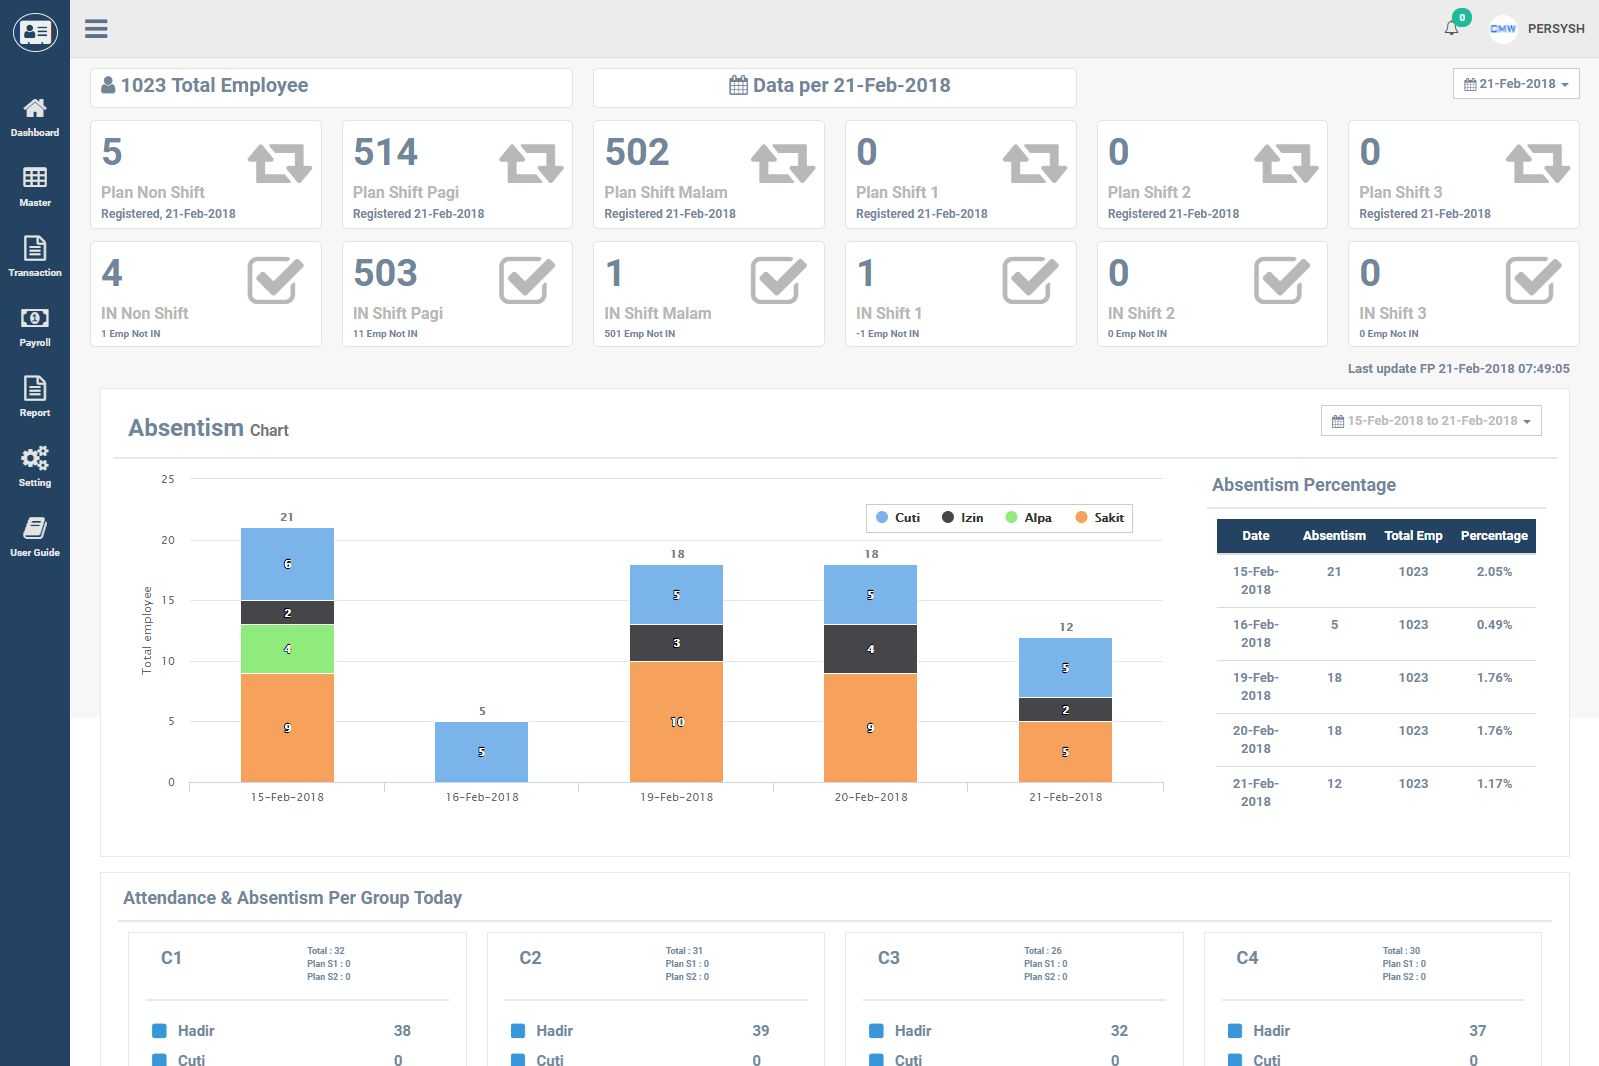 0
CMW
PERSYSH
1023 Total Employee
Data per 21-Feb-2018
21-Feb-2018
5
Plan Non Shift
Registered, 21-Feb-2018
514
Plan Shift Pagi
Registered 21-Feb-2018
502
Plan Shift Malam
Registered 21-Feb-2018
0
Plan Shift 1
Registered 21-Feb-2018
0
Plan Shift 2
Registered 21-Feb-2018
0
Plan Shift 3
Registered 21-Feb-2018
4
IN Non Shift
1 Emp Not IN
503
IN Shift Pagi
11 Emp Not IN
1
IN Shift Malam
501 Emp Not IN
1
IN Shift 1
-1 Emp Not IN
0
IN Shift 2
0 Emp Not IN
0
IN Shift 3
0 Emp Not IN
Dashboard
Master
Transaction
1
Payroll
Report
Setting
User Guide
Last update FP 21-Feb-2018 07:49:05
Absentism Chart
15-Feb-2018 to 21-Feb-2018
Total employee
25
20
15
10
5
0
Cuti Izin Alpa Sakit
21
6
2
4
9
5
5
18
5
3
10
18
5
4
9
12
5
2
5
15-Feb-2018 16-Feb-2018 19-Feb-2018 20-Feb-2018 21-Feb-2018
Absentism Percentage
Date Absentism Total Emp Percentage
15-Feb- 21 1023 2.05%
2018
16-Feb- 5 1023 0.49%
2018
19-Feb- 18 1023 1.76%
2018
20-Feb- 18 1023 1.76%
2018
21-Feb- 12 1023 1.17%
2018
Attendance & Absentism Per Group Today
C1
Total : 32
Plan S1 : 0
Plan S2 : 0
Hadir 38
Cuti 0
C2
Total : 31
Plan S1 : 0
Plan S2 : 0
Hadir 39
Cuti 0
C3
Total : 26
Plan S1 : 0
Plan S2 : 0
Hadir 32
Cuti 0
C4
Total : 30
Plan S1 : 0
Plan S2 : 0
Hadir 37
Cuti 0